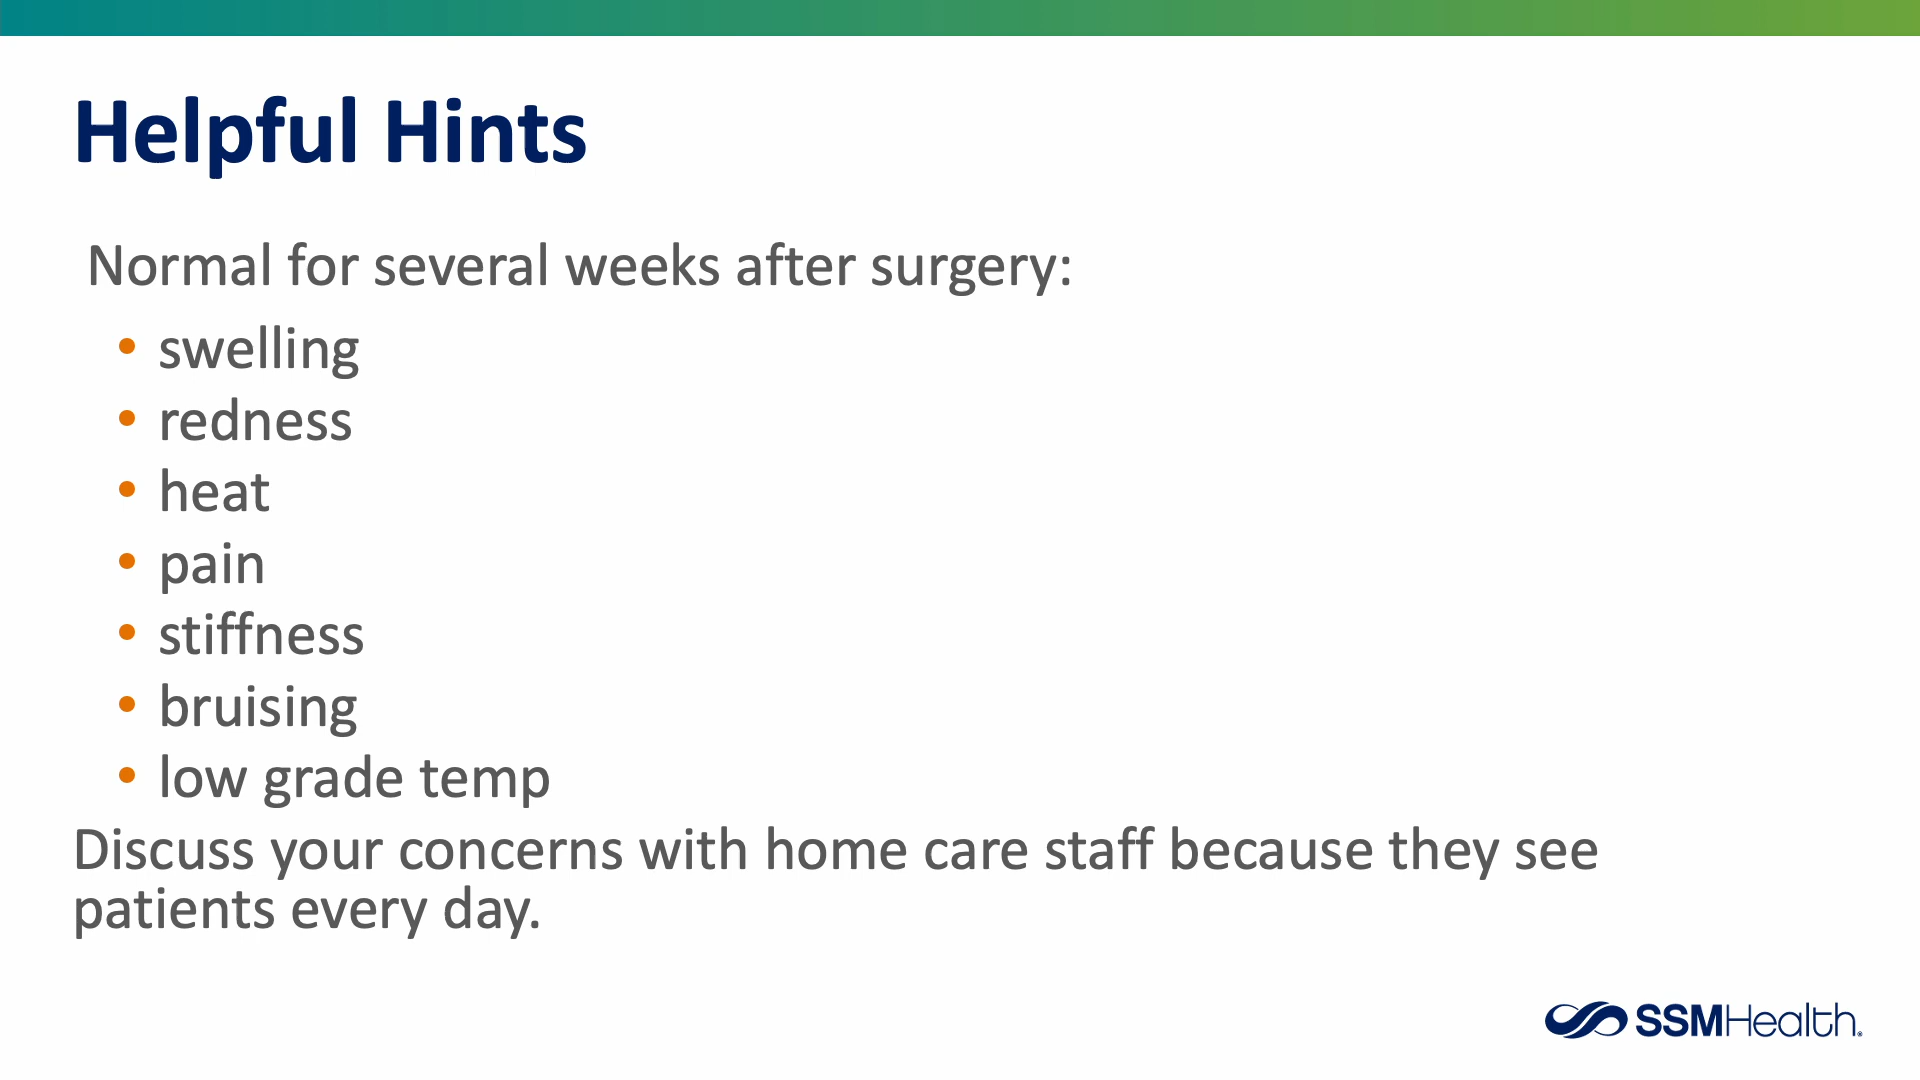 Helpful Hints
Normal for several weeks after surgery:
• swelling
• redness
• heat
• pain
• stiffness
• bruising
• low grade temp
Discuss your concerns with home care staff because they see
patients every day.
SSMHealth®